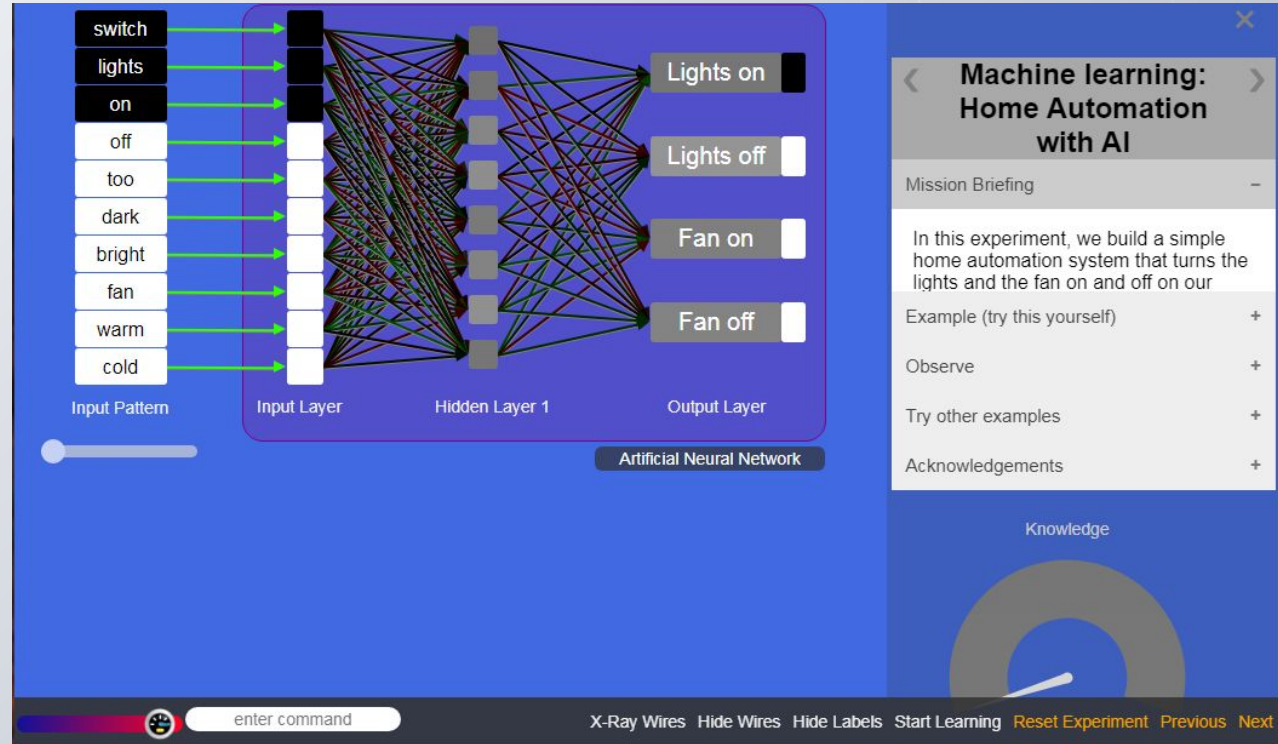 switch
lights
on
off
too
dark
bright
fan
warm
cold
Input Pattern
Input Layer
Hidden Layer 1
Output Layer
Lights on
Lights off
Fan on
Fan off
Artificial Neural Network
Machine learning:
Home Automation
with AI
Mission Briefing
In this experiment, we build a simple
home automation system that turns the
lights and the fan on and off on our
Example (try this yourself)
Observe
Try other examples
Acknowledgements
Knowledge
enter command
X-Ray Wires Hide Wires Hide Labels Start Learning Reset Experiment Previous Next